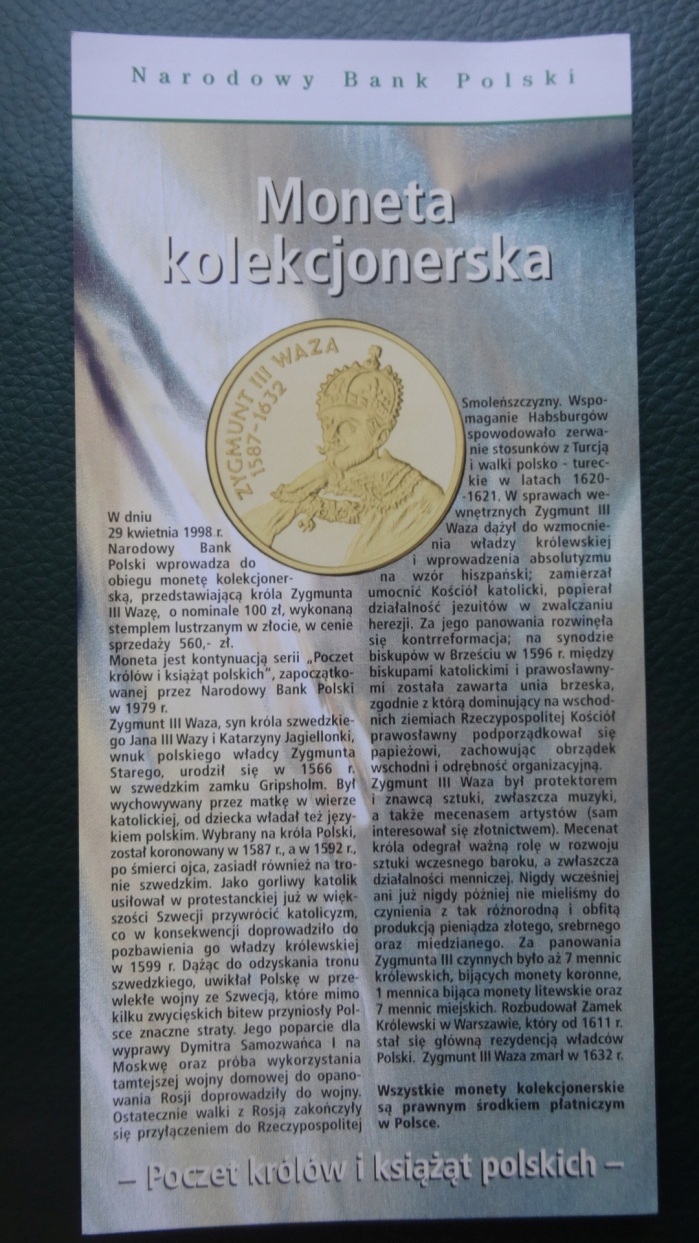 Narodowy Bank Polski
Moneta
kolekcjonerska
ZYGMUNT III WAZA
1587-1632
W dniu
29 kwietnia 1998 r.
Narodowy Bank
Polski wprowadza do
obiegu monetę kolekcjoner-
ską, przedstawiającą króla Zygmunta
III Wazę, o nominale 100 zł, wykonaną
stemplem lustrzanym w złocie, w cenie
sprzedaży 560,- zł.
Moneta jest kontynuacją serii „Poczet
królów i książąt polskich”, zapoczątko-
wanej przez Narodowy Bank Polski
w 1979 r.
Zygmunt III Waza, syn króla szwedzkie-
go Jana III Wazy i Katarzyny Jagiellonki,
wnuk polskiego władcy Zygmunta
Starego, urodził się w 1566 r.
w szwedzkim zamku Gripsholm. Był
wychowywany przez matkę w wierze
katolickiej, od dziecka władał też języ-
kiem polskim. Wybrany na króla Polski,
został koronowany w 1587 r., a w 1592 r.,
po śmierci ojca, zasiadł również na tro-
nie szwedzkim. Jako gorliwy katolik
usiłował w protestanckiej już w więk-
szości Szwecji przywrócić katolicyzm,
co w konsekwencji doprowadziło do
pozbawienia go władzy królewskiej
w 1599 r. Dążąc do odzyskania tronu
szwedzkiego, uwikłał Polskę w prze-
wlekłe wojny ze Szwecją, które mimo
kilku zwycięskich bitew przyniosły Pol-
sce znaczne straty. Jego poparcie dla
wyprawy Dymitra Samozwańca I na
Moskwę oraz próba wykorzystania
tamtejszej wojny domowej do opano-
wania Rosji doprowadziły do wojny.
Ostatecznie walki z Rosją zakończyły
się przyłączeniem do Rzeczypospolitej
Smoleńszczyzny. Wspo-
maganie Habsburgów
spowodowało zerwa-
nie stosunków z Turcją
i walki polsko - turec-
kie w latach 1620-
-1621. W sprawach we-
wnętrznych Zygmunt III
Waza dążył do wzmocnie-
nia władzy królewskiej
i wprowadzenia absolutyzmu
na wzór hiszpański; zamierzał
umocnić Kościół katolicki, popierał
działalność jezuitów w zwalczaniu
herezji. Za jego panowania rozwinęła
się kontrreformacja; na synodzie
biskupów w Brześciu w 1596 r. między
biskupami katolickimi i prawosławny-
mi została zawarta unia brzeska,
zgodnie z którą dominujący na wschod-
nich ziemiach Rzeczypospolitej Kościół
prawosławny podporządkował się
papieżowi, zachowując obrządek
wschodni i odrębność organizacyjną.
Zygmunt III Waza był protektorem
i znawcą sztuki, zwłaszcza muzyki,
a także mecenasem artystów (sam
interesował się złotnictwem). Mecenat
króla odegrał ważną rolę w rozwoju
sztuki wczesnego baroku, a zwłaszcza
działalności menniczej. Nigdy wcześniej
ani już nigdy później nie mieliśmy do
czynienia z tak różnorodną i obfitą
produkcją pieniądza złotego, srebrnego
oraz miedzianego. Za panowania
Zygmunta III czynnych było aż 7 mennic
królewskich, bijących monety koronne,
1 mennica bijąca monety litewskie oraz
7 mennic miejskich. Rozbudował Zamek
Królewski w Warszawie, który od 1611 r.
stał się główną rezydencją władców
Polski. Zygmunt III Waza zmarł w 1632 r.
Wszystkie monety kolekcjonerskie
są prawnym środkiem płatniczym
w Polsce.
– Poczet królów i książąt polskich –